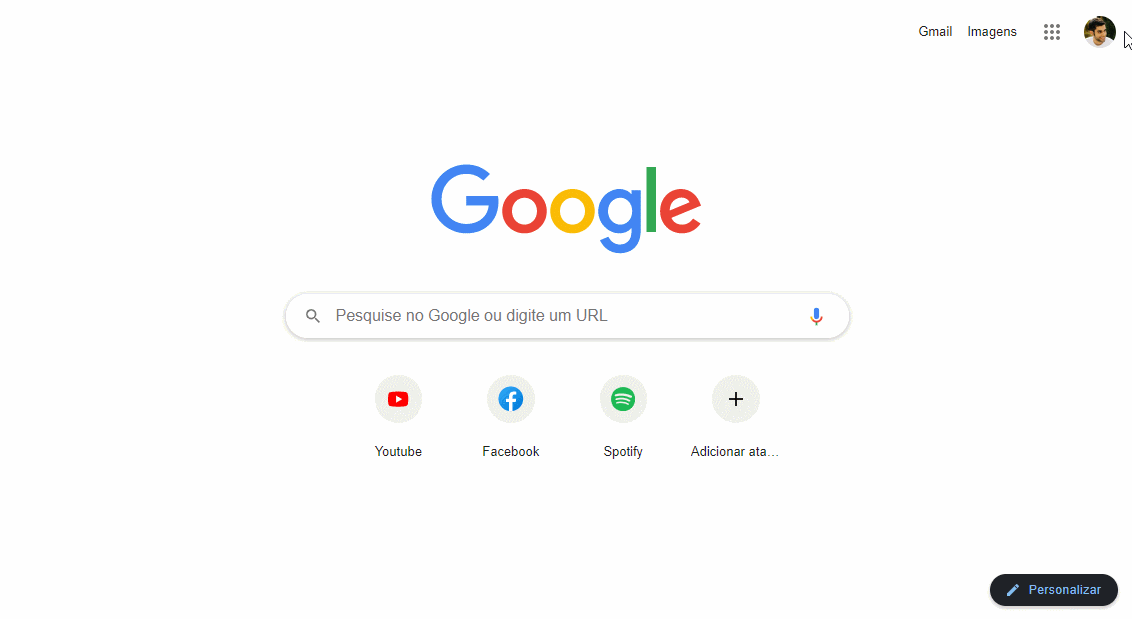 Gmail Imagens
Google
Pesquise no Google ou digite um URL
Youtube Facebook Spotify Adicionar ata...
Personalizar